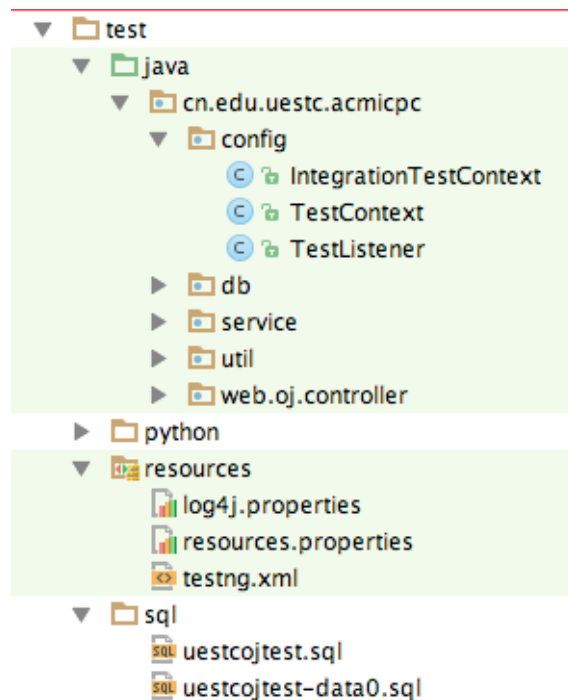 test
java
cn.edu.uestc.acmicpc
config
IntegrationTestContext
TestContext
TestListener
db
service
util
web.oj.controller
python
resources
log4j.properties
resources.properties
testng.xml
sql
uestcojtest.sql
uestcojtest-data0.sql